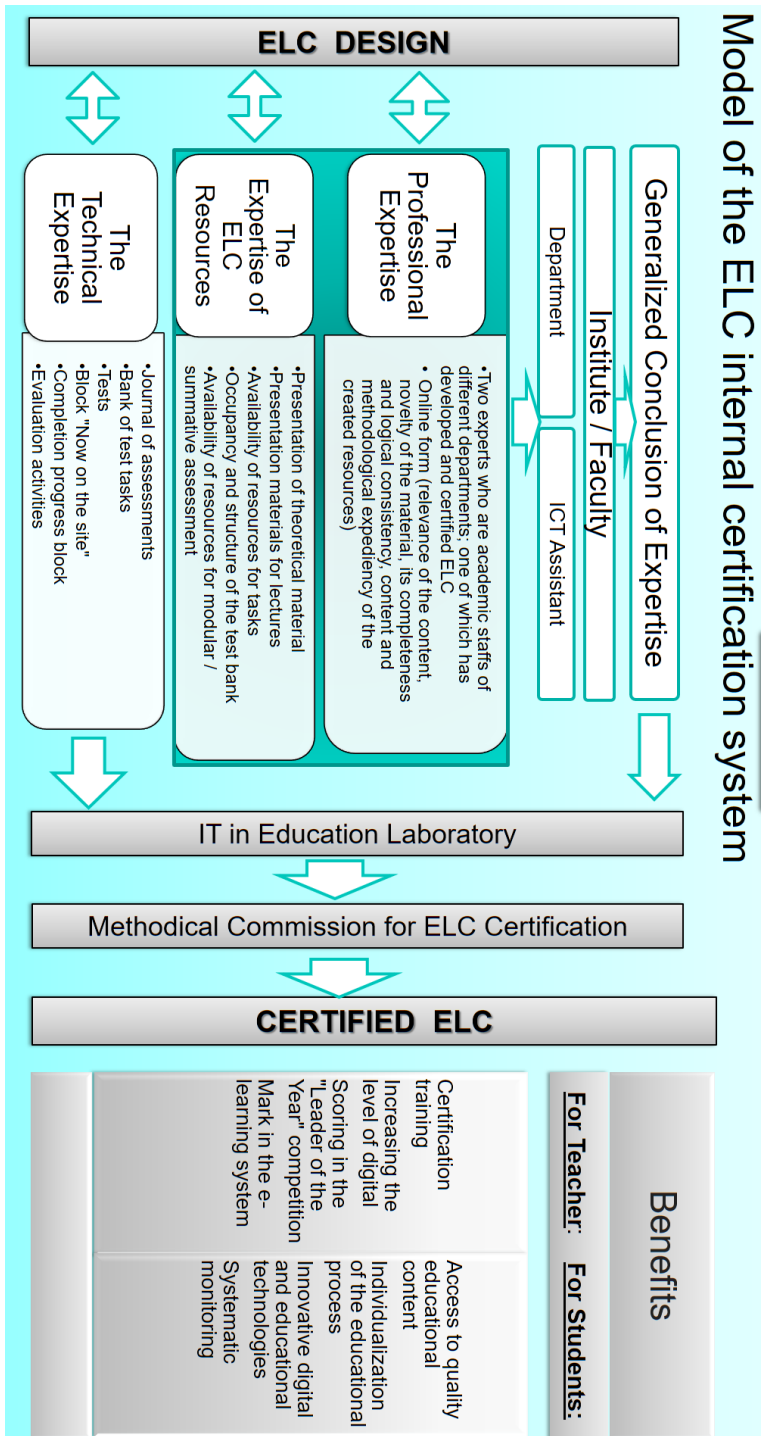 Model of the ELC internal certification system
ELC DESIGN
Generalized Conclusion of Expertise
Institute / Faculty
Department
ICT Assistant
The
Professional
Expertise
•Two experts who are academic staffs of
different departments; one of which has
developed and certified ELC
• Online form (relevance of the content,
novelty of the material, its completeness
and logical consistency, content and
methodological expediency of the
created resources)
The
Expertise of
ELC
Resources
•Presentation of theoretical material
•Presentation materials for lectures
•Availability of resources for tasks
•Occupancy and structure of the test bank
•Availability of resources for modular /
summative assessment
The
Technical
Expertise
•Journal of assessments
•Bank of test tasks
•Tests
•Block "Now on the site"
•Completion progress block
•Evaluation activities
IT in Education Laboratory
Methodical Commission for ELC Certification
CERTIFIED ELC
Benefits
For Teacher:
For Students:
Certification
training
Increasing the
level of digital
Scoring in the
"Leader of the
Year" competition
Mark in the e-
learning system
Access to quality
educational
content
Individualization
of the educational
process
Innovative digital
and educational
technologies
Systematic
monitoring